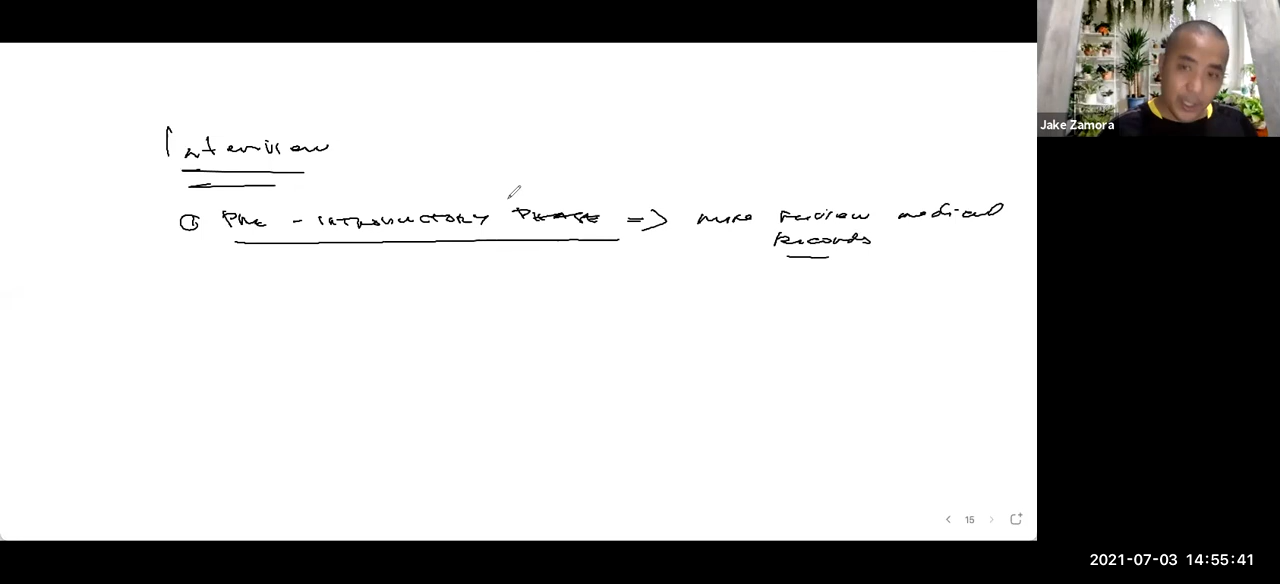 Interview
① PRE - INTRODUCTORY PHASE => nurse review medical
records
Jake Zamora
15
2021-07-03 14:55:41